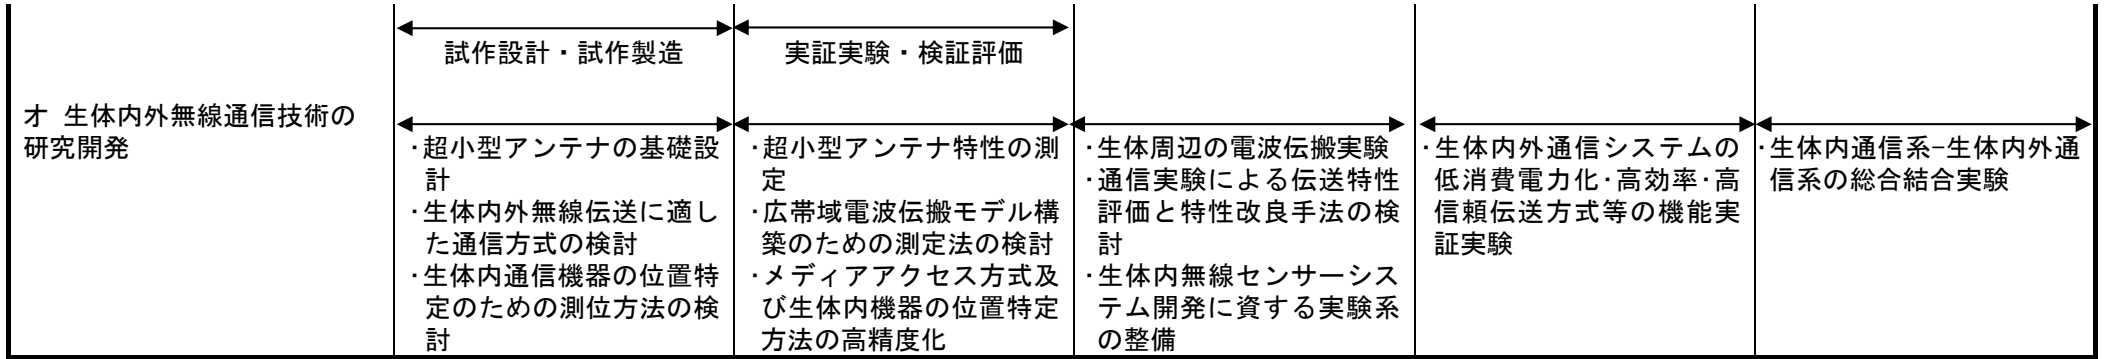 試作設計・試作製造
実証実験・検証評価
オ 生体内外無線通信技術の
研究開発
・超小型アンテナの基礎設
計
・生体内外無線伝送に適し
た通信方式の検討
・生体内通信機器の位置特
定のための測位方法の検
討
・超小型アンテナ特性の測
定
・広帯域電波伝搬モデル構
築のための測定法の検討
・メディアアクセス方式及
び生体内機器の位置特定
方法の高精度化
・生体周辺の電波伝搬実験
・通信実験による伝送特性
評価と特性改良手法の検
討
・生体内無線センサーシス
テム開発に資する実験系
の整備
・生体内外通信システムの
低消費電力化・高効率・高
信頼伝送方式等の機能実
証実験
・生体内通信系-生体内外通
信系の総合結合実験